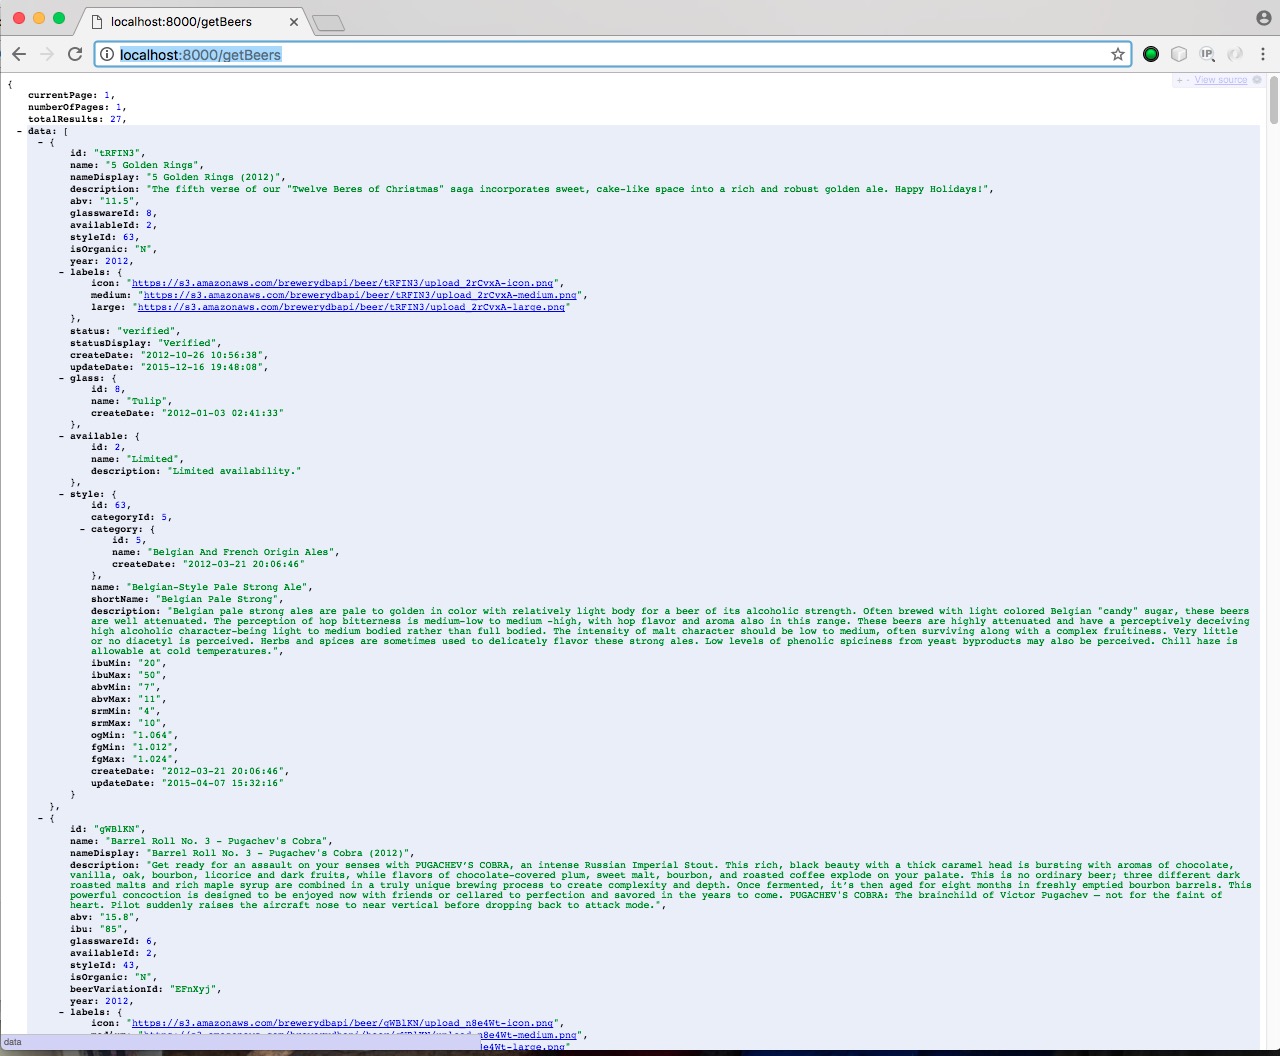 localhost:8000/getBeers
localhost:8000/getBeers
IP
+ - View source
{
currentPage: 1,
numberOfPages: 1,
totalResults: 27,
- data: [
- {
id: "tRFIN3",
name: "5 Golden Rings",
nameDisplay: "5 Golden Rings (2012)",
description: "The fifth verse of our "Twelve Beres of Christmas" saga incorporates sweet, cake-like space into a rich and robust golden ale. Happy Holidays!",
abv: "11.5",
glasswareId: 8,
availableId: 2,
styleId: 63,
isOrganic: "N",
year: 2012,
- labels: {
icon: "https://s3.amazonaws.com/brewerydbapi/beer/tRFIN3/upload_2rCvxA-icon.png",
medium: "https://s3.amazonaws.com/brewerydbapi/beer/tRFIN3/upload_2rCvxA-medium.png",
large: "https://s3.amazonaws.com/brewerydbapi/beer/tRFIN3/upload_2rCvxA-large.png"
},
status: "verified",
statusDisplay: "Verified",
createDate: "2012-10-26 10:56:38",
updateDate: "2015-12-16 19:48:08",
- glass: {
id: 8,
name: "Tulip",
createDate: "2012-01-03 02:41:33"
},
- available: {
id: 2,
name: "Limited",
description: "Limited availability."
},
- style: {
id: 63,
categoryId: 5,
- category: {
id: 5,
name: "Belgian And French Origin Ales",
createDate: "2012-03-21 20:06:46"
},
name: "Belgian-Style Pale Strong Ale",
shortName: "Belgian Pale Strong",
description: "Belgian pale strong ales are pale to golden in color with relatively light body for a beer of its alcoholic strength. Often brewed with light colored Belgian "candy" sugar, these beers
are well attenuated. The perception of hop bitterness is medium-low to medium -high, with hop flavor and aroma also in this range. These beers are highly attenuated and have a perceptively deceiving
high alcoholic character-being light to medium bodied rather than full bodied. The intensity of malt character should be low to medium, often surviving along with a complex fruitiness. Very little
or no diacetyl is perceived. Herbs and spices are sometimes used to delicately flavor these strong ales. Low levels of phenolic spiciness from yeast byproducts may also be perceived. Chill haze is
allowable at cold temperatures.",
ibuMin: "20",
ibuMax: "50",
abvMin: "7",
abvMax: "11",
srmMin: "4",
srmMax: "10",
ogMin: "1.064",
fgMin: "1.012",
fgMax: "1.024",
createDate: "2012-03-21 20:06:46",
updateDate: "2015-04-07 15:32:16"
}
},
- {
id: "gWBlKN",
name: "Barrel Roll No. 3 - Pugachev's Cobra",
nameDisplay: "Barrel Roll No. 3 - Pugachev's Cobra (2012)",
description: "Get ready for an assault on your senses with PUGACHEV'S COBRA, an intense Russian Imperial Stout. This rich, black beauty with a thick caramel head is bursting with aromas of chocolate,
vanilla, oak, bourbon, licorice and dark fruits, while flavors of chocolate-covered plum, sweet malt, bourbon, and roasted coffee explode on your palate. This is no ordinary beer; three different dark
roasted malts and rich maple syrup are combined in a truly unique brewing process to create complexity and depth. Once fermented, it's then aged for eight months in freshly emptied bourbon barrels. This
powerful concoction is designed to be enjoyed now with friends or cellared to perfection and savored in the years to come. PUGACHEV'S COBRA: The brainchild of Victor Pugachev – not for the faint of
heart. Pilot suddenly raises the aircraft nose to near vertical before dropping back to attack mode.",
abv: "15.8",
ibu: "85",
glasswareId: 6,
availableId: 2,
styleId: 43,
isOrganic: "N",
beerVariationId: "EFnXyj",
year: 2012,
- labels: {
icon: "https://s3.amazonaws.com/brewerydbapi/beer/gWBlKN/upload_n8e4Wt-icon.png",
n8e4Wt-medium.png",
e4Wt-large.png"
data